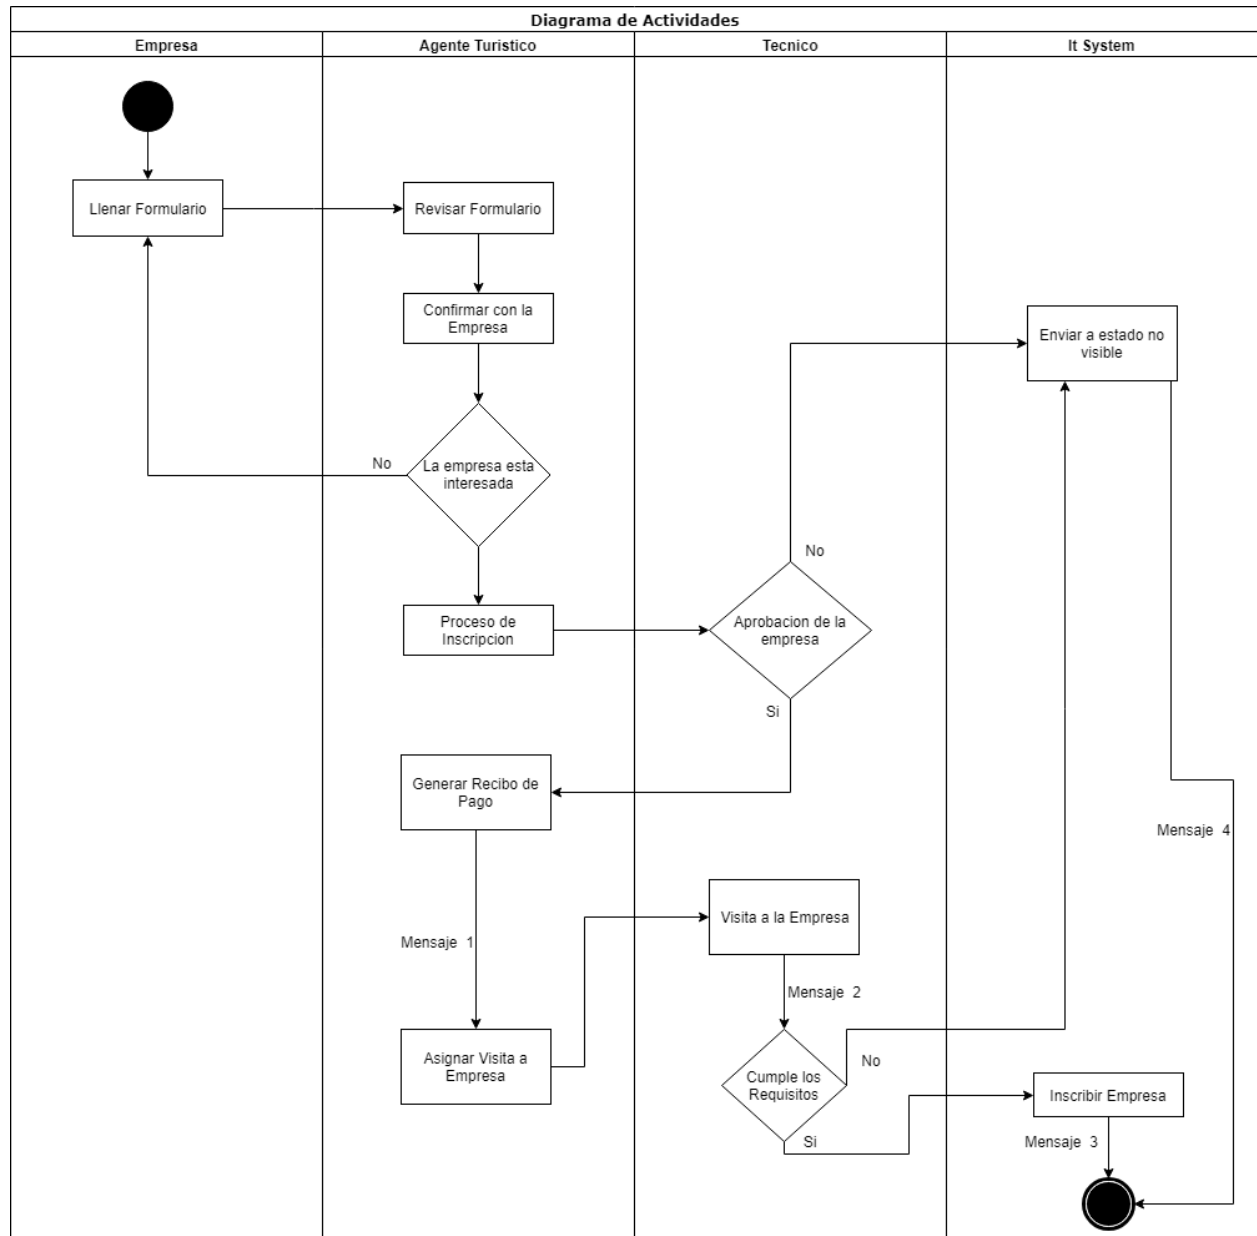 Diagrama de Actividades
Empresa
Agente Turistico
Tecnico
It System
Llenar Formulario
Revisar Formulario
Confirmar con la
Empresa
Enviar a estado no
visible
No
La empresa esta
interesada
No
Proceso de
Inscripcion
Aprobacion de la
empresa
Si
Generar Recibo de
Pago
Mensaje 4
Visita a la Empresa
Mensaje 1
Mensaje 2
Asignar Visita a
Empresa
Cumple los
Requisitos
No
Inscribir Empresa
Si
Mensaje 3